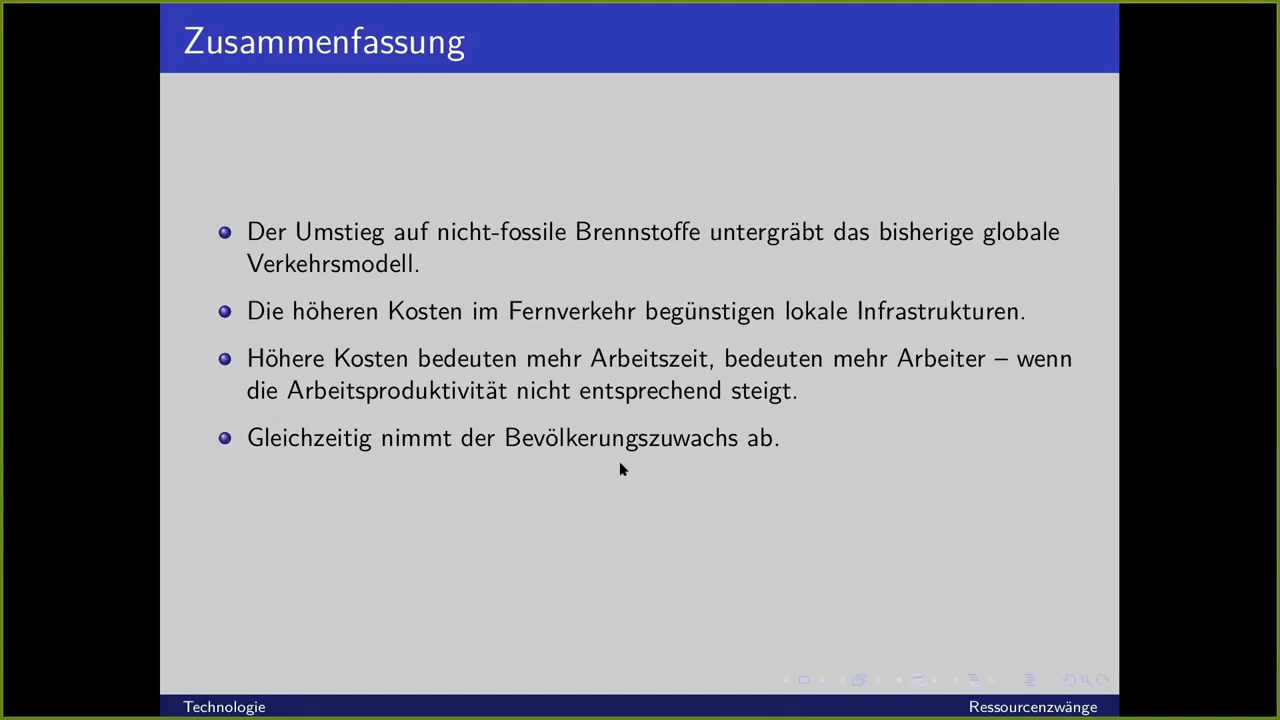 Zusammenfassung
Der Umstieg auf nicht-fossile Brennstoffe untergräbt das bisherige globale
Verkehrsmodell.
Die höheren Kosten im Fernverkehr begünstigen lokale Infrastrukturen.
Höhere Kosten bedeuten mehr Arbeitszeit, bedeuten mehr Arbeiter – wenn
die Arbeitsproduktivität nicht entsprechend steigt.
Gleichzeitig nimmt der Bevölkerungszuwachs ab.
Technologie
Ressourcenzwänge